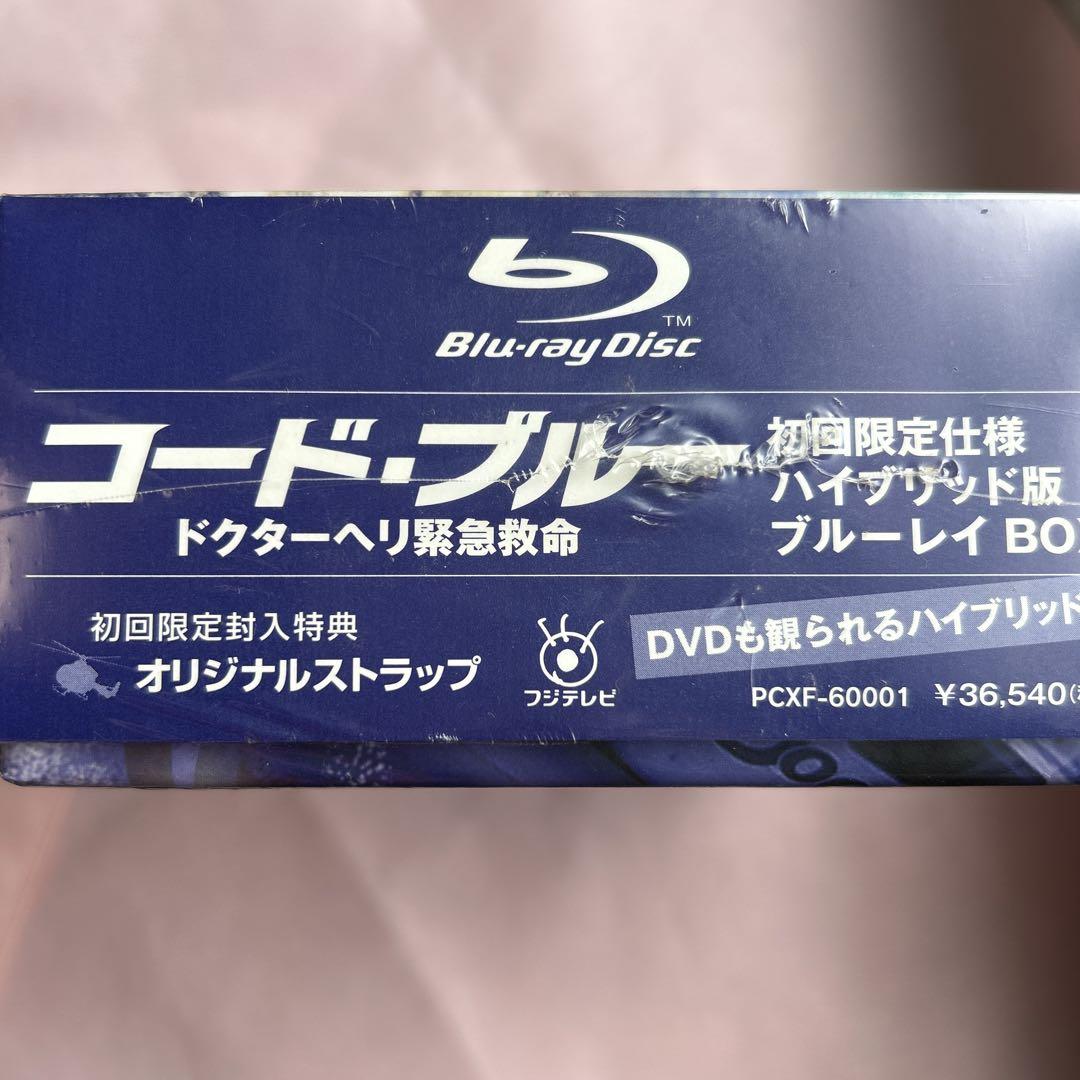 Blu-ray Disc™
コード・ブルー
ドクターヘリ緊急救命
初回限定仕様
ハイブリッド版
ブルーレイ BOX
初回限定封入特典
オリジナルストラップ
フジテレビ
DVDも観られるハイブリッド
PCXF-60001 ¥36,540